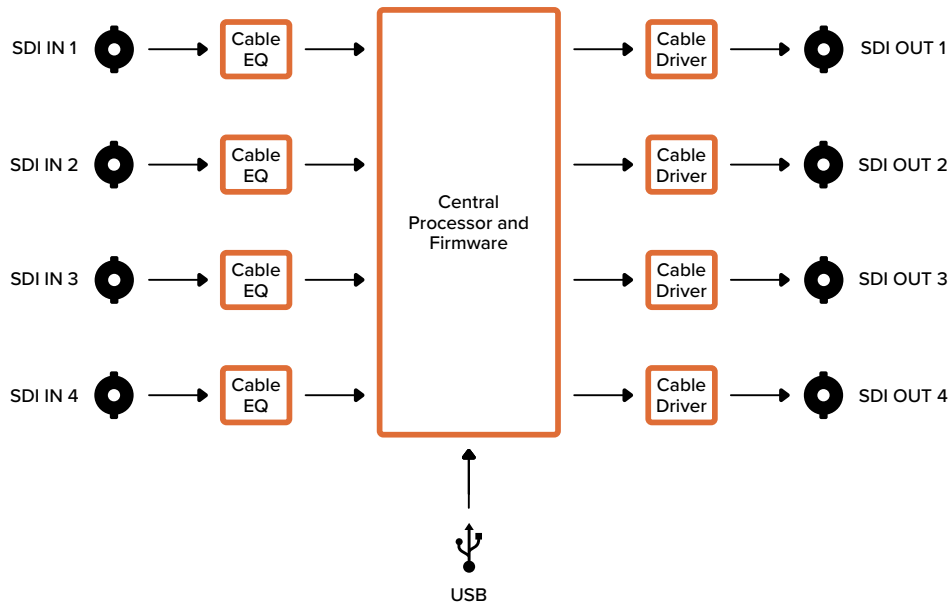 SDI IN 1
Cable
EQ
Cable
Driver
SDI OUT 1
SDI IN 2
Cable
EQ
Cable
Driver
SDI OUT 2
Central
Processor and
Firmware
SDI IN 3
Cable
EQ
Cable
Driver
SDI OUT 3
SDI IN 4
Cable
EQ
Cable
Driver
SDI OUT 4
USB